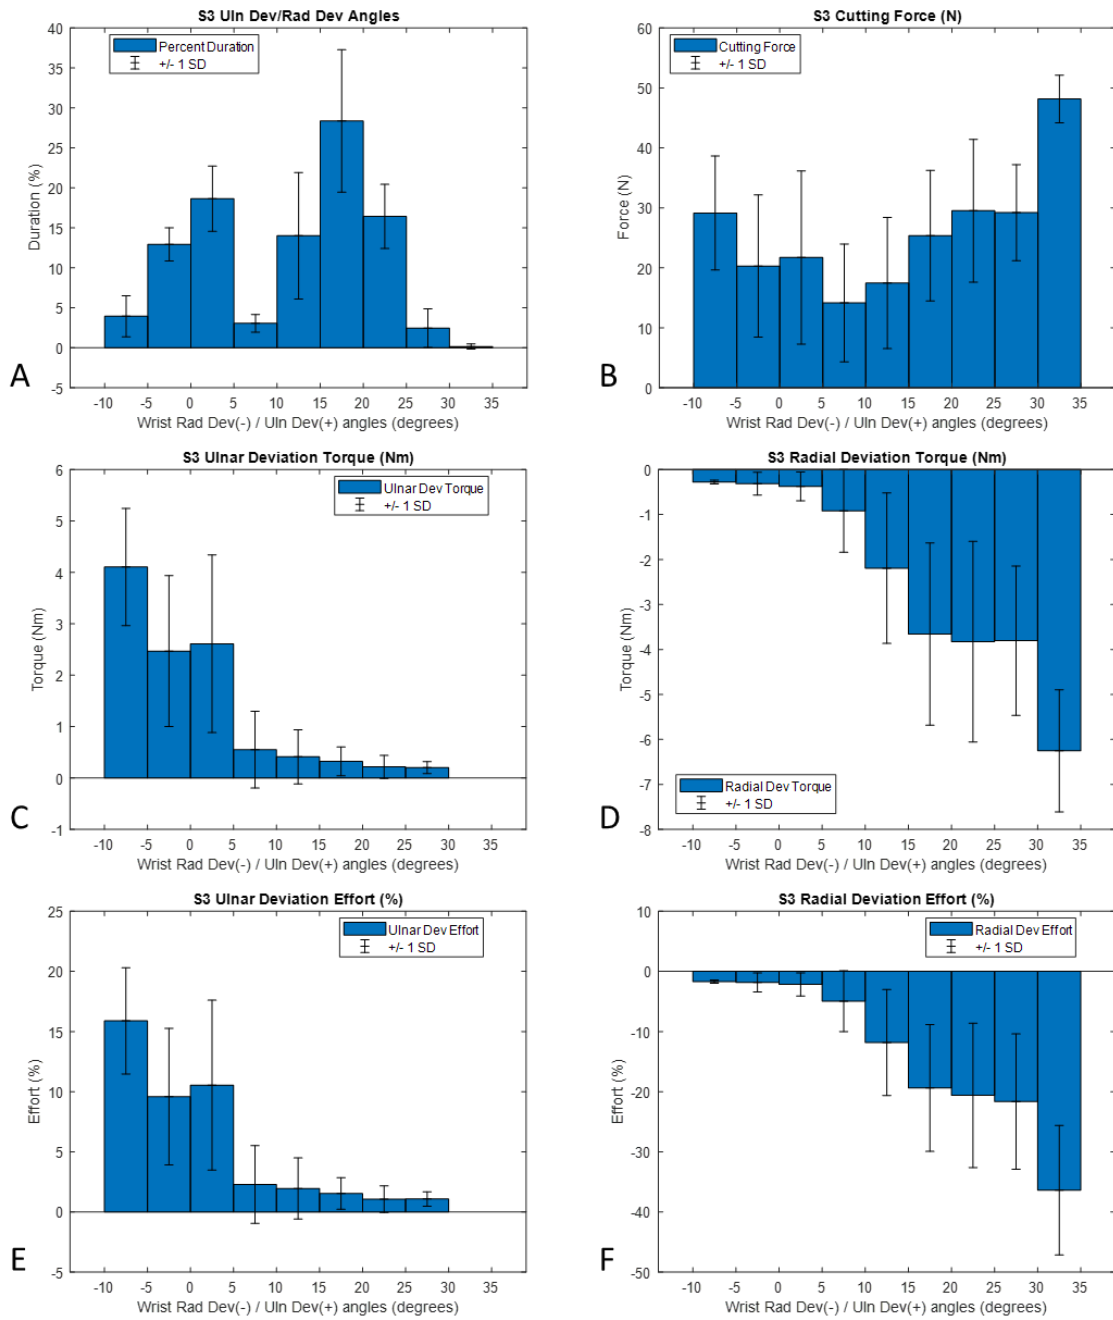 S3 Uln Dev/Rad Dev Angles
40
35
30
25
20
15
10
5
0
-5
Duration (%)
Percent Duration
+/- 1 SD
-10 -5 0 5 10 15 20 25 30 35
Wrist Rad Dev(-) / Uln Dev(+) angles (degrees)
A
S3 Cutting Force (N)
60
50
40
30
20
10
0
Force (N)
Cutting Force
+/- 1 SD
-10 -5 0 5 10 15 20 25 30 35
Wrist Rad Dev(-) / Uln Dev(+) angles (degrees)
B
S3 Ulnar Deviation Torque (Nm)
6
5
4
3
2
1
0
-1
Torque (Nm)
Ulnar Dev Torque
+/- 1 SD
-10 -5 0 5 10 15 20 25 30 35
Wrist Rad Dev(-) / Uln Dev(+) angles (degrees)
C
S3 Radial Deviation Torque (Nm)
0
-1
-2
-3
-4
-5
-6
-7
-8
Torque (Nm)
Radial Dev Torque
+/- 1 SD
-10 -5 0 5 10 15 20 25 30 35
Wrist Rad Dev(-) / Uln Dev(+) angles (degrees)
D
S3 Ulnar Deviation Effort (%)
25
20
15
10
5
0
-5
Effort (%)
Ulnar Dev Effort
+/- 1 SD
-10 -5 0 5 10 15 20 25 30 35
Wrist Rad Dev(-) / Uln Dev(+) angles (degrees)
E
S3 Radial Deviation Effort (%)
10
0
-10
-20
-30
-40
-50
Effort (%)
Radial Dev Effort
+/- 1 SD
-10 -5 0 5 10 15 20 25 30 35
Wrist Rad Dev(-) / Uln Dev(+) angles (degrees)
F